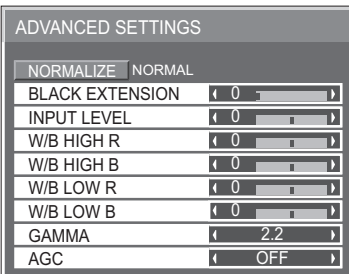 ADVANCED SETTINGS
NORMALIZE NORMAL
BLACK EXTENSION 0
INPUT LEVEL 0
W/B HIGH R 0
W/B HIGH B 0
W/B LOW R 0
W/B LOW B 0
GAMMA 2.2
AGC OFF